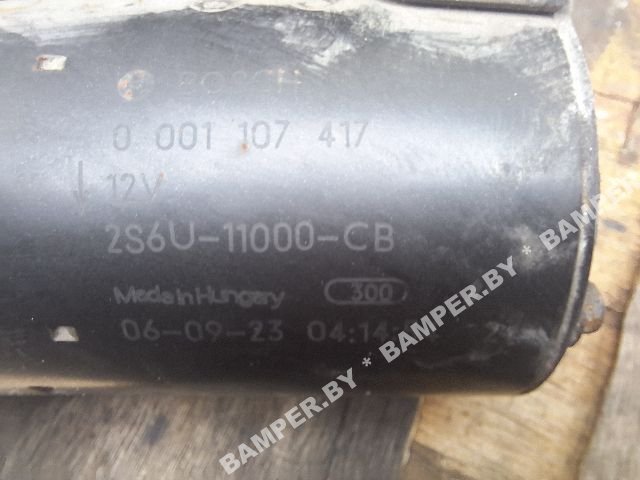 BOSCH
0 001 107 417
↓ 12V
2S6U-11000-CB
Made in Hungary 300
06-09-23 04:14
BAMPER.BY * BAMPER.BY * BAMPER.BY *